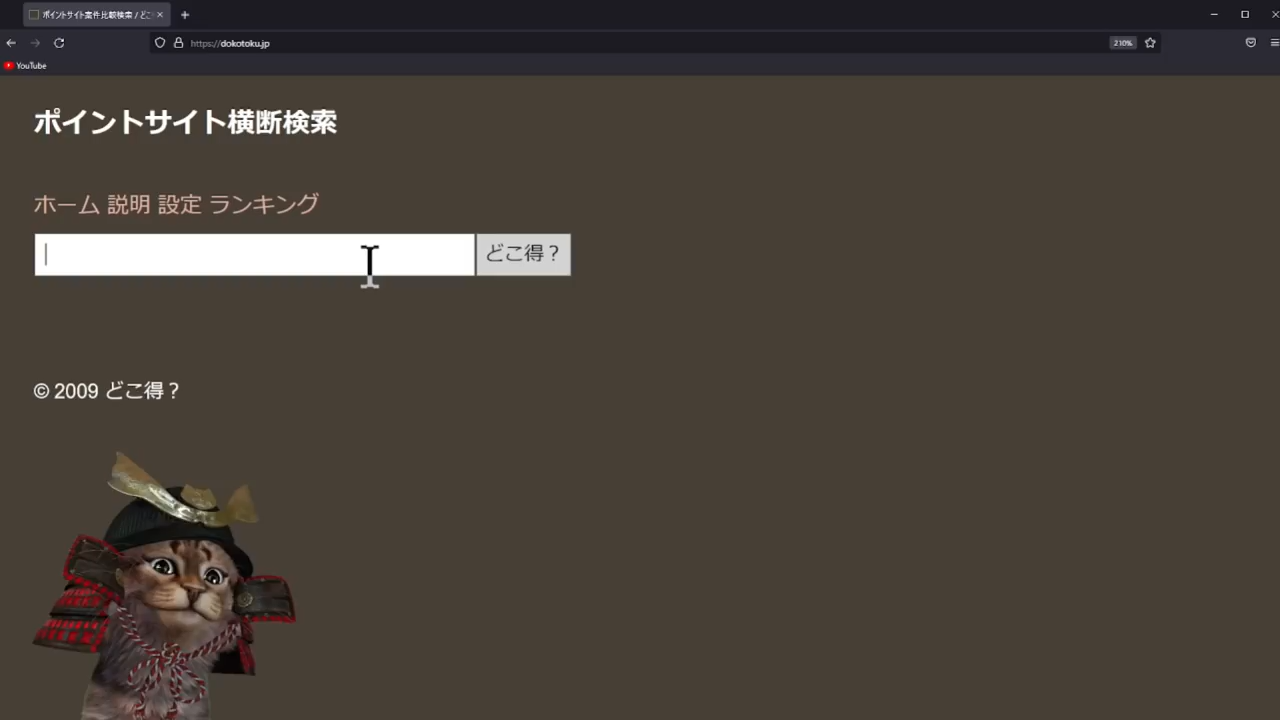 ポイントサイト案件比較検索 / どこ
https://dokotoku.jp
210%
YouTube
ポイントサイト横断検索
ホーム 説明 設定 ランキング
どこ得？
© 2009 どこ得？